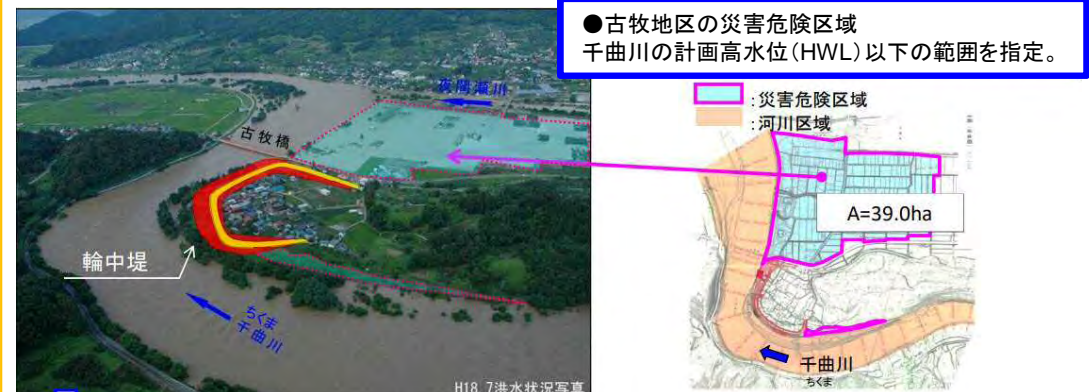 ●古牧地区の災害危険区域
千曲川の計画高水位(HWL)以下の範囲を指定。
夜間瀬川
古牧橋
輪中堤
ちくま
千曲川
H18.7洪水状況写真
:災害危険区域
:河川区域
A=39.0ha
千曲川
ちくま